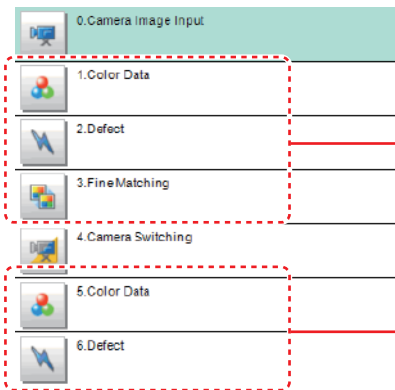 0.Camera Image Input
1.Color Data
2.Defect
3.FineMatching
4.Camera Switching
5.Color Data
6.Defect